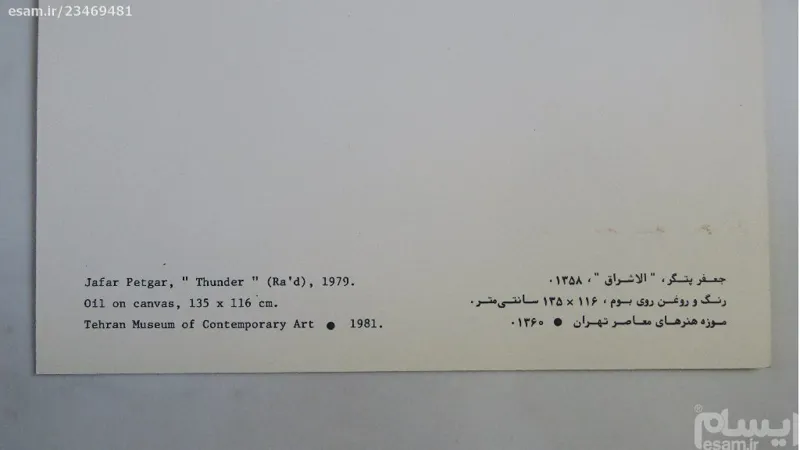 esam.ir/23469481
Jafar Petgar, " Thunder " (Ra'd), 1979.
Oil on canvas, 135 x 116 cm.
Tehran Museum of Contemporary Art ● 1981.
جعفر پتگر، " الاشراق "، ۱۳۵۸.
رنگ و روغن روی بوم، ۱۱۶ × ۱۳۵ سانتی‌متر.
موزه هنرهای معاصر تهران ● ۱۳۶۰.
ایسام
esam.ir